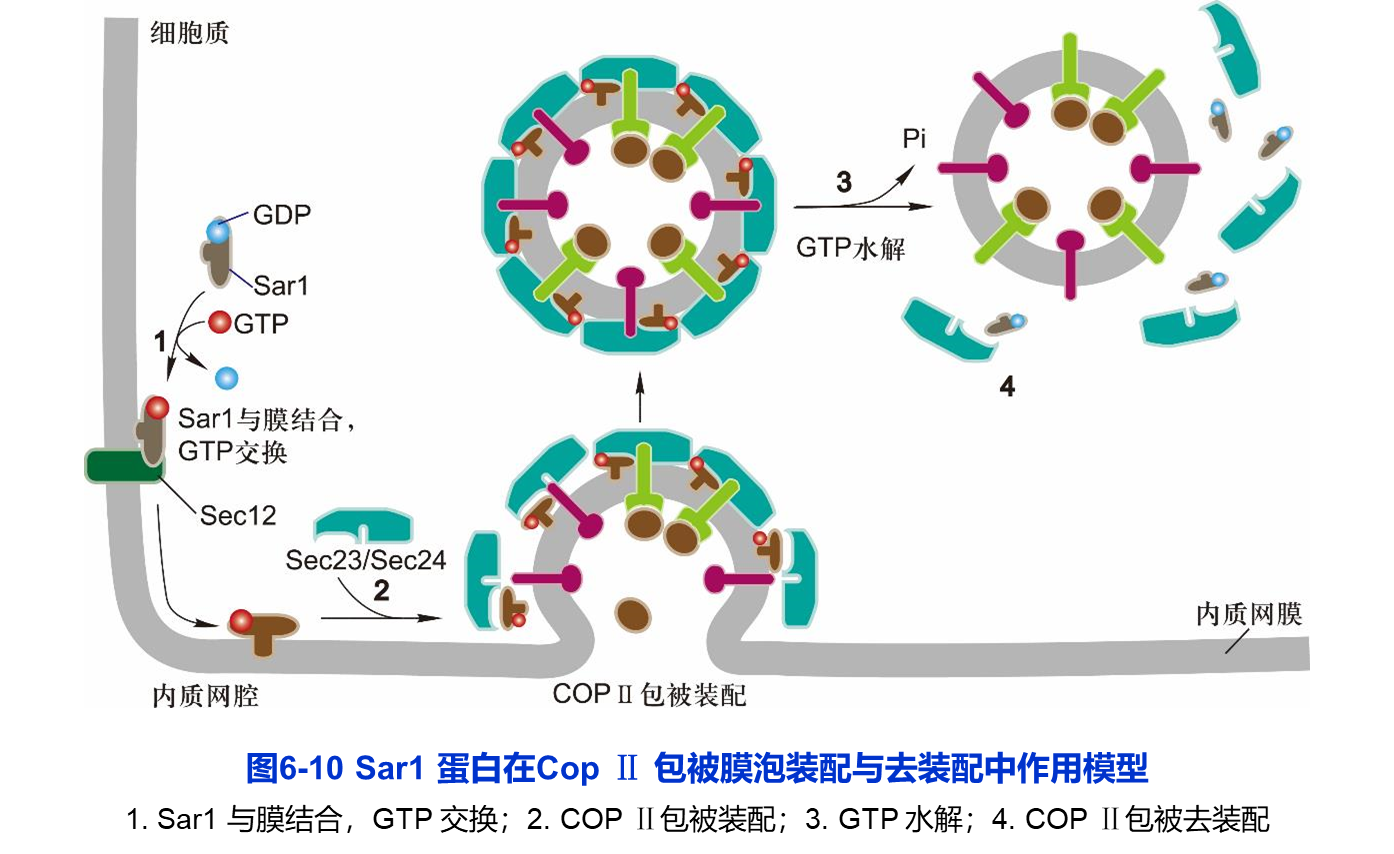 细胞质
GDP
Sar1
GTP
1
Sar1与膜结合，
GTP交换
Sec12
Sec23/Sec24
2
内质网腔
COPⅡ包被装配
内质网膜
3
Pi
GTP水解
4
图6-10 Sar1 蛋白在Cop Ⅱ 包被膜泡装配与去装配中作用模型
1. Sar1 与膜结合，GTP 交换；2. COP Ⅱ包被装配；3. GTP 水解；4. COP Ⅱ包被去装配